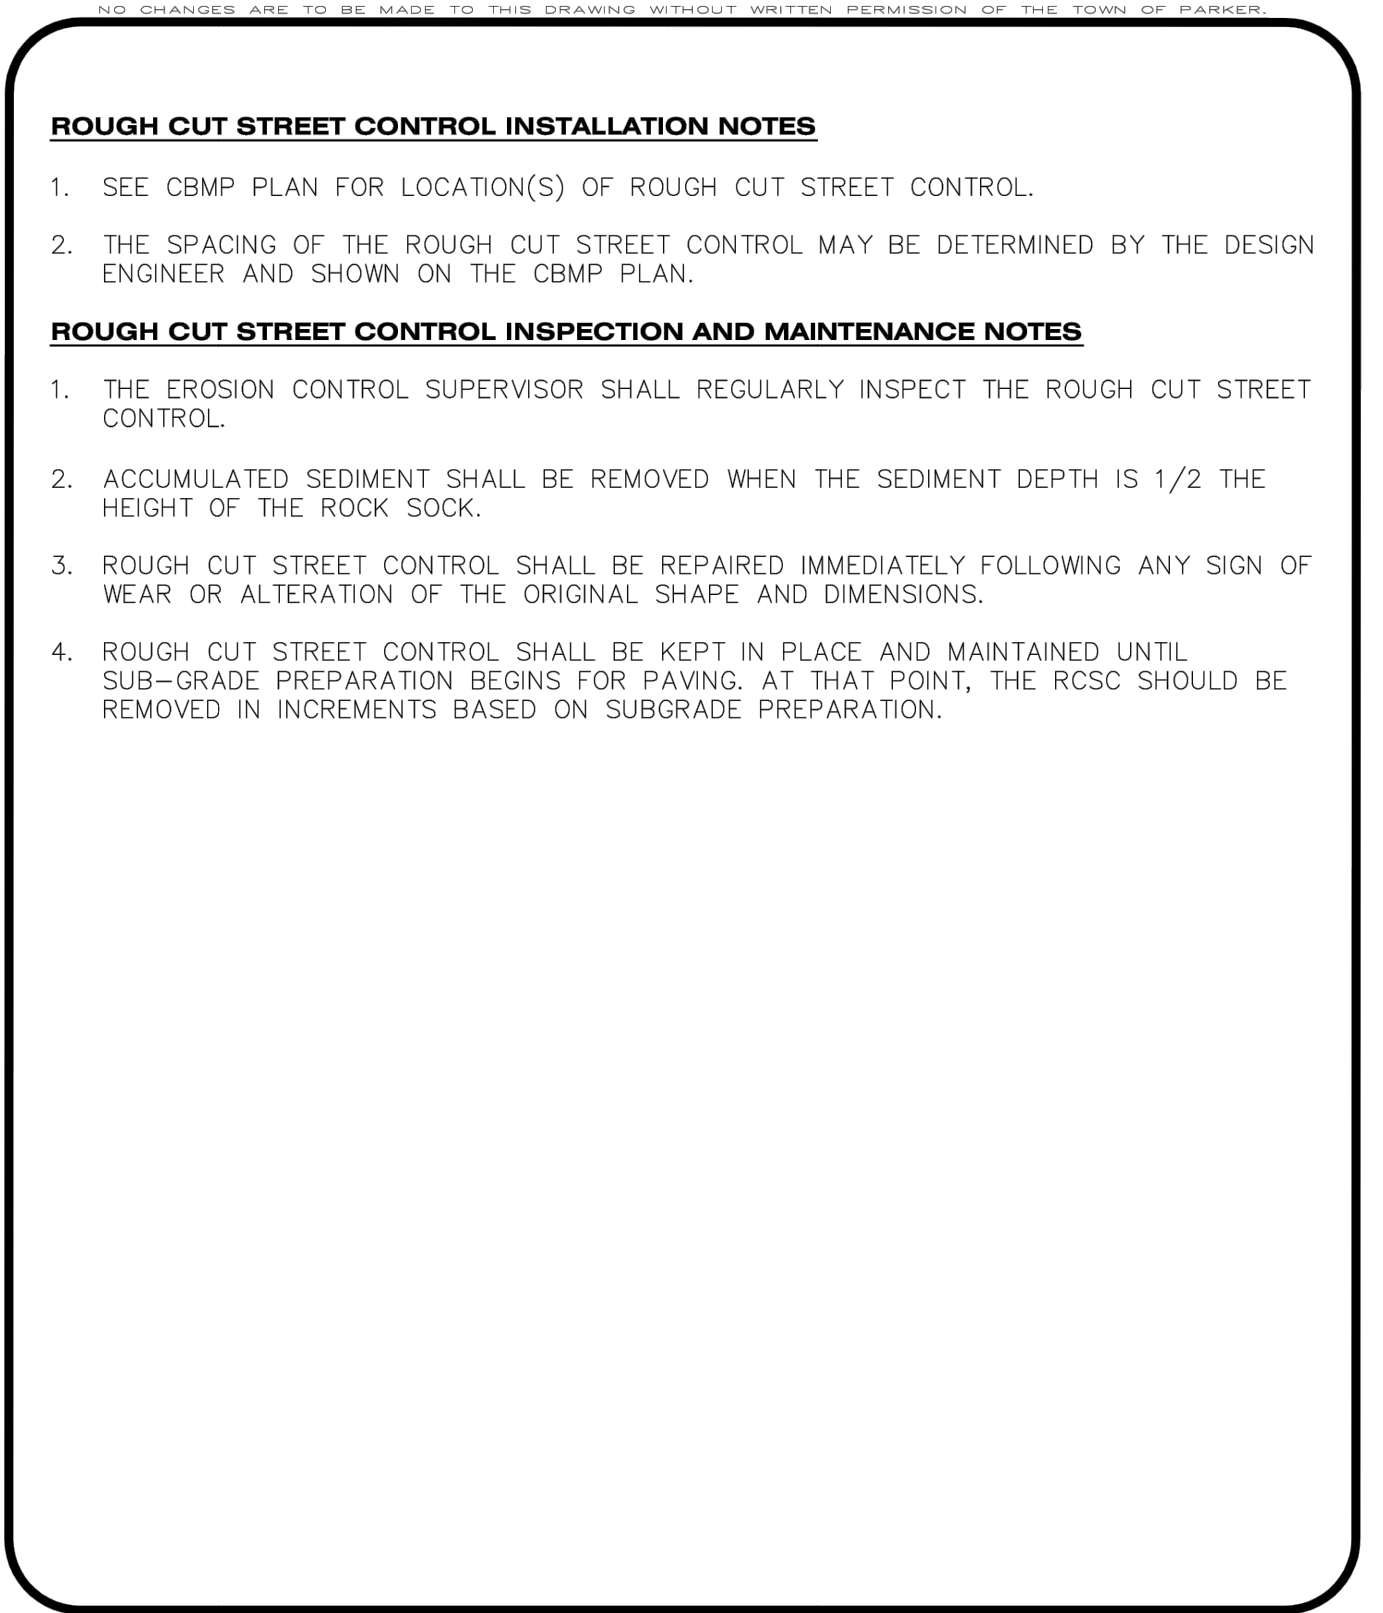 NO CHANGES ARE TO BE MADE TO THIS DRAWING WITHOUT WRITTEN PERMISSION OF THE TOWN OF PARKER.
ROUGH CUT STREET CONTROL INSTALLATION NOTES
1. SEE CBMP PLAN FOR LOCATION(S) OF ROUGH CUT STREET CONTROL.
2. THE SPACING OF THE ROUGH CUT STREET CONTROL MAY BE DETERMINED BY THE DESIGN
ENGINEER AND SHOWN ON THE CBMP PLAN.
ROUGH CUT STREET CONTROL INSPECTION AND MAINTENANCE NOTES
1. THE EROSION CONTROL SUPERVISOR SHALL REGULARLY INSPECT THE ROUGH CUT STREET
CONTROL.
2. ACCUMULATED SEDIMENT SHALL BE REMOVED WHEN THE SEDIMENT DEPTH IS 1/2 THE
HEIGHT OF THE ROCK SOCK.
3. ROUGH CUT STREET CONTROL SHALL BE REPAIRED IMMEDIATELY FOLLOWING ANY SIGN OF
WEAR OR ALTERATION OF THE ORIGINAL SHAPE AND DIMENSIONS.
4. ROUGH CUT STREET CONTROL SHALL BE KEPT IN PLACE AND MAINTAINED UNTIL
SUB-GRADE PREPARATION BEGINS FOR PAVING. AT THAT POINT, THE RCSC SHOULD BE
REMOVED IN INCREMENTS BASED ON SUBGRADE PREPARATION.